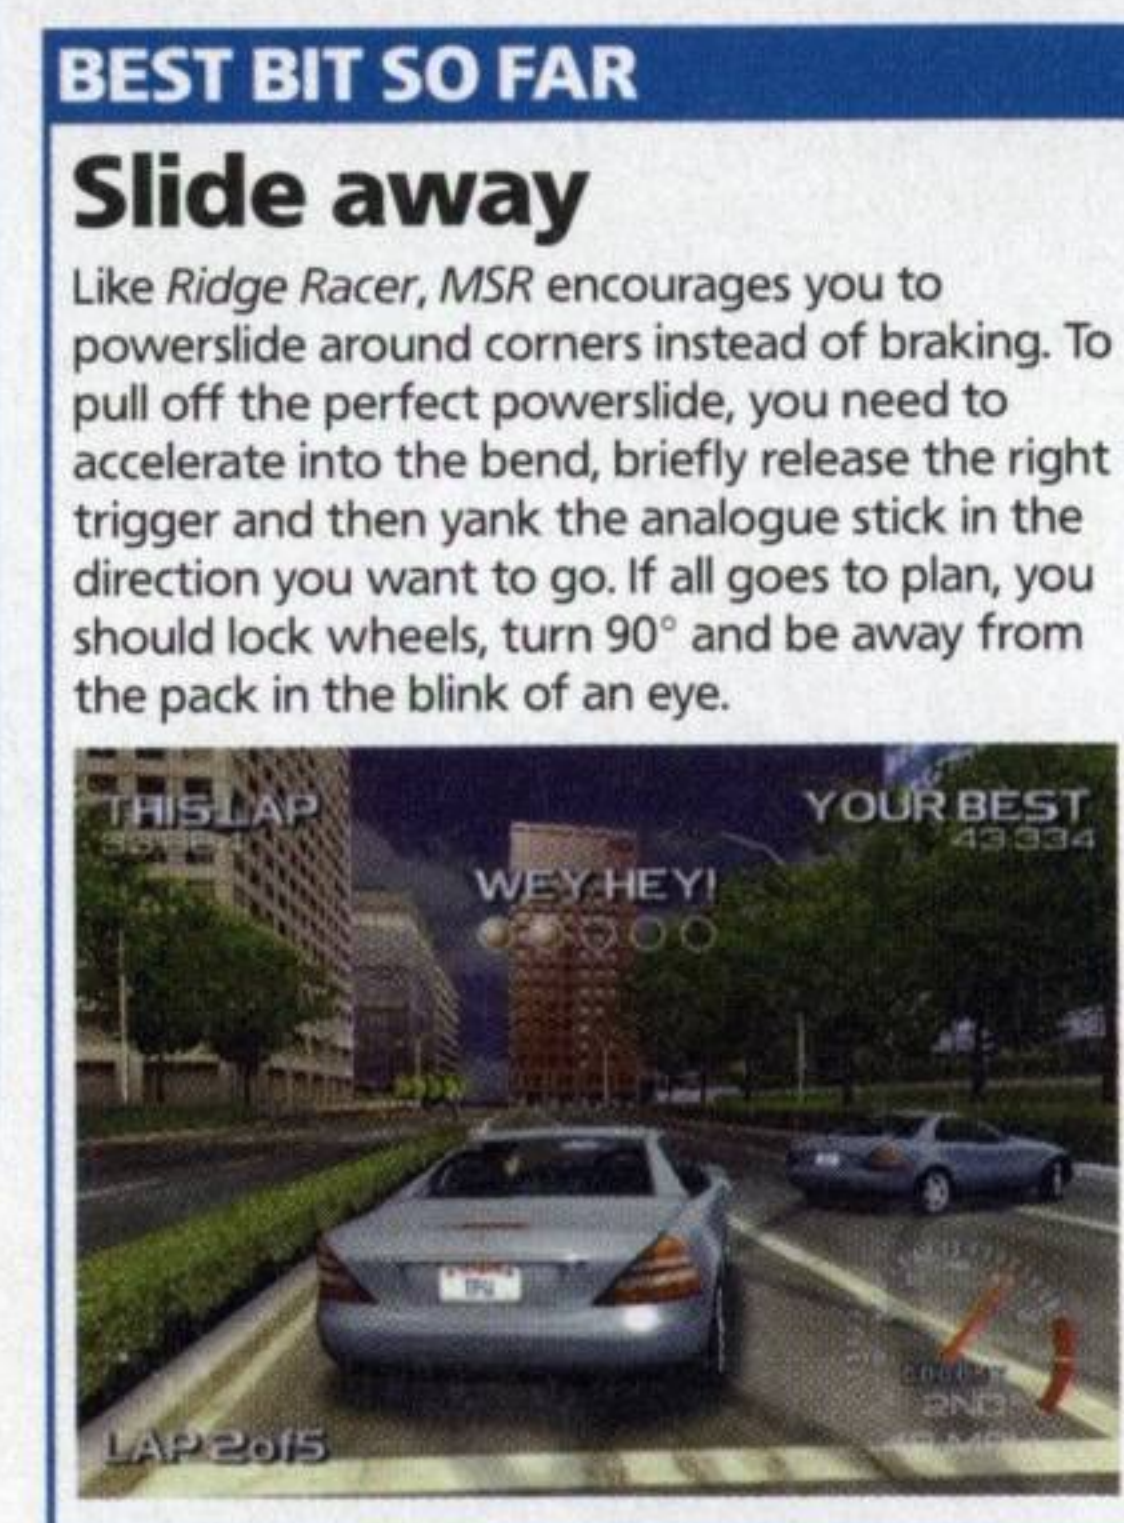 BEST BIT SO FAR
Slide away
Like Ridge Racer, MSR encourages you to
powerslide around corners instead of braking. To
pull off the perfect powerslide, you need to
accelerate into the bend, briefly release the right
trigger and then yank the analogue stick in the
direction you want to go. If all goes to plan, you
should lock wheels, turn 90° and be away from
the pack in the blink of an eye.
THIS LAP
YOUR BEST
43 334
WEY HEY!
2ND
LAP 2of5